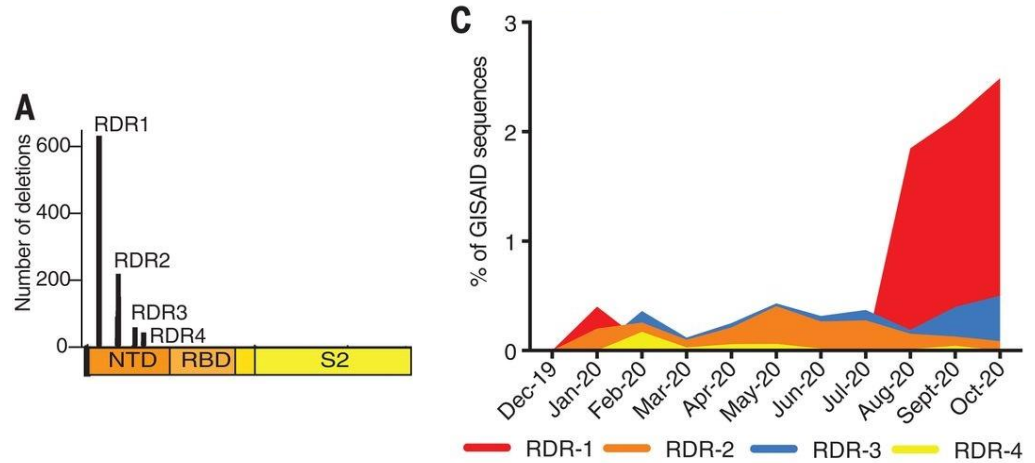 A
Number of deletions
600
400
200
0
RDR1
RDR2
RDR3
RDR4
NTD RBD S2
C
% of GISAID sequences
3
2
1
0
Dec-19 Jan-20 Feb-20 Mar-20 Apr-20 May-20 Jun-20 Jul-20 Aug-20 Sept-20 Oct-20
RDR-1 RDR-2 RDR-3 RDR-4